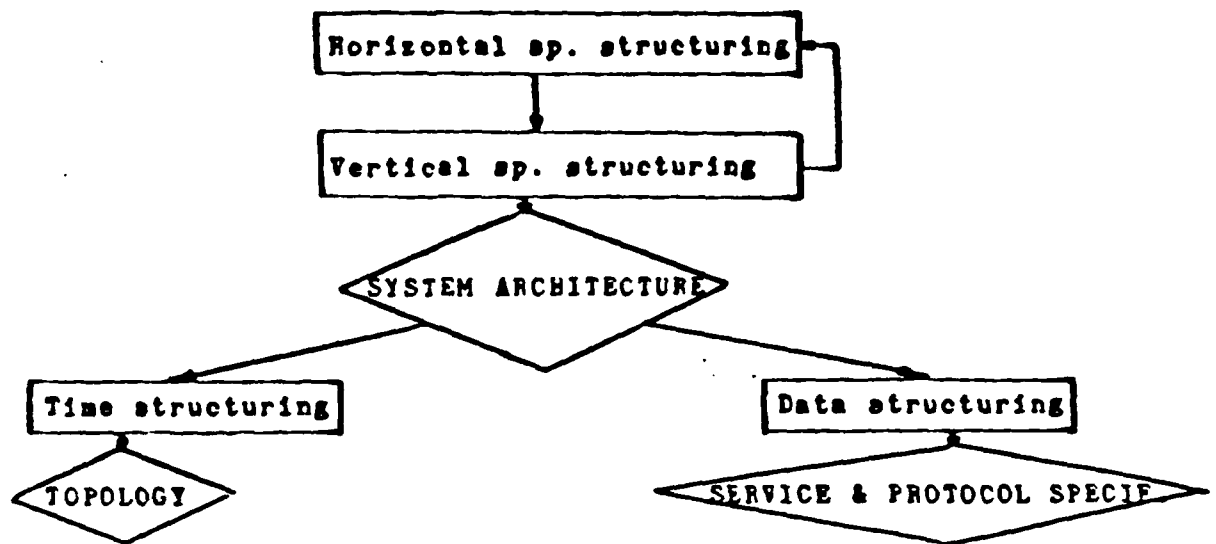 Horizontal sp. structuring
Vertical sp. structuring
SYSTEM ARCHITECTURE
Time structuring
Data structuring
TOPOLOGY
SERVICE & PROTOCOL SPECIF.